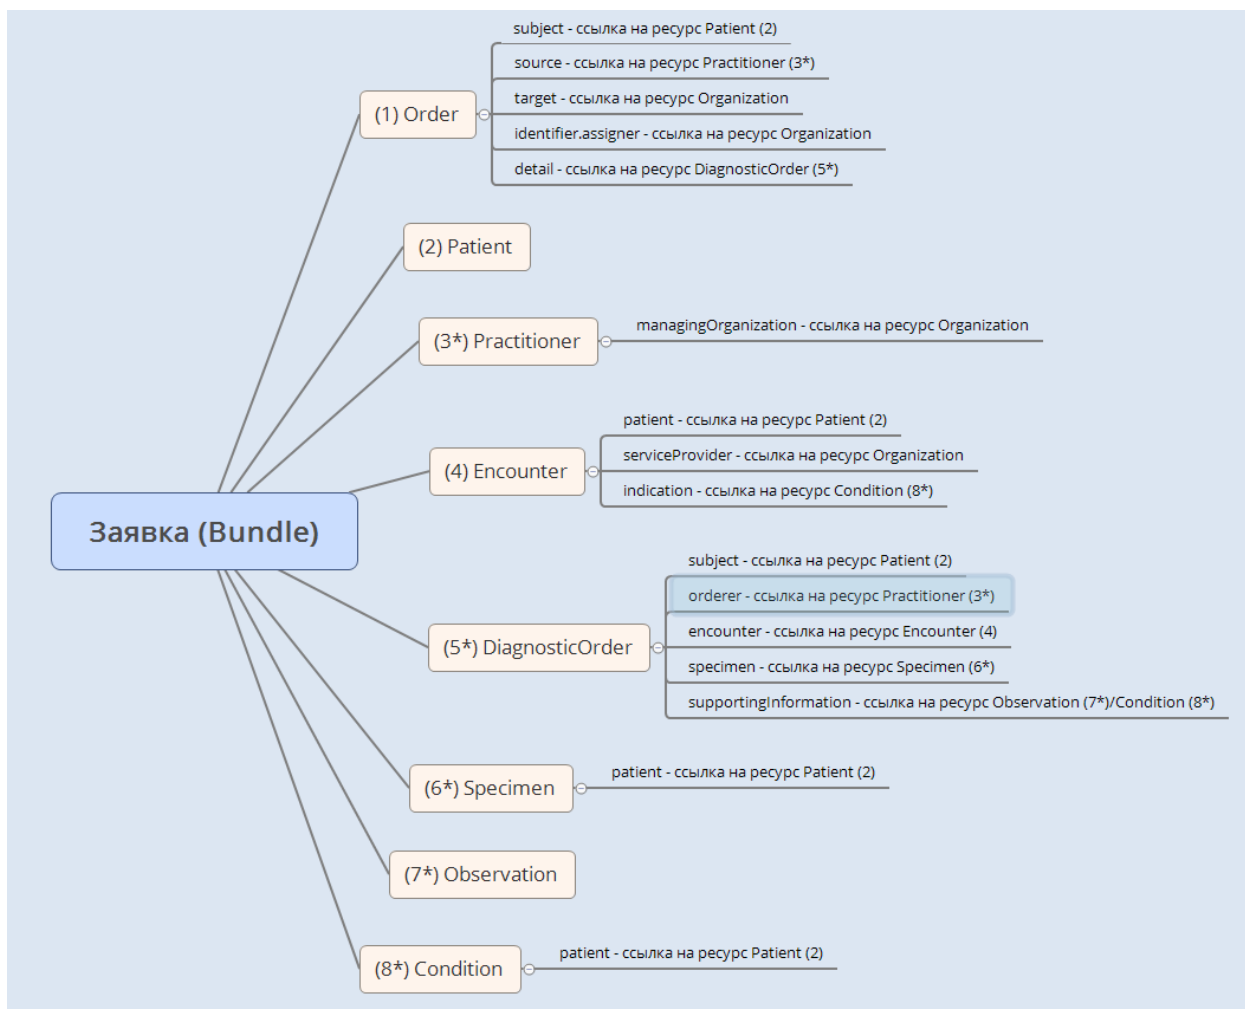 subject - ссылка на ресурс Patient (2)
source - ссылка на ресурс Practitioner (3*)
(1) Order
target - ссылка на ресурс Organization
identifier.assigner - ссылка на ресурс Organization
detail - ссылка на ресурс DiagnosticOrder (5*)
(2) Patient
(3*) Practitioner
managingOrganization - ссылка на ресурс Organization
patient - ссылка на ресурс Patient (2)
(4) Encounter
serviceProvider - ссылка на ресурс Organization
indication - ссылка на ресурс Condition (8*)
Заявка (Bundle)
subject - ссылка на ресурс Patient (2)
orderer - ссылка на ресурс Practitioner (3*)
(5*) DiagnosticOrder
encounter - ссылка на ресурс Encounter (4)
specimen - ссылка на ресурс Specimen (6*)
supportingInformation - ссылка на ресурс Observation (7*)/Condition (8*)
(6*) Specimen
patient - ссылка на ресурс Patient (2)
(7*) Observation
(8*) Condition
patient - ссылка на ресурс Patient (2)